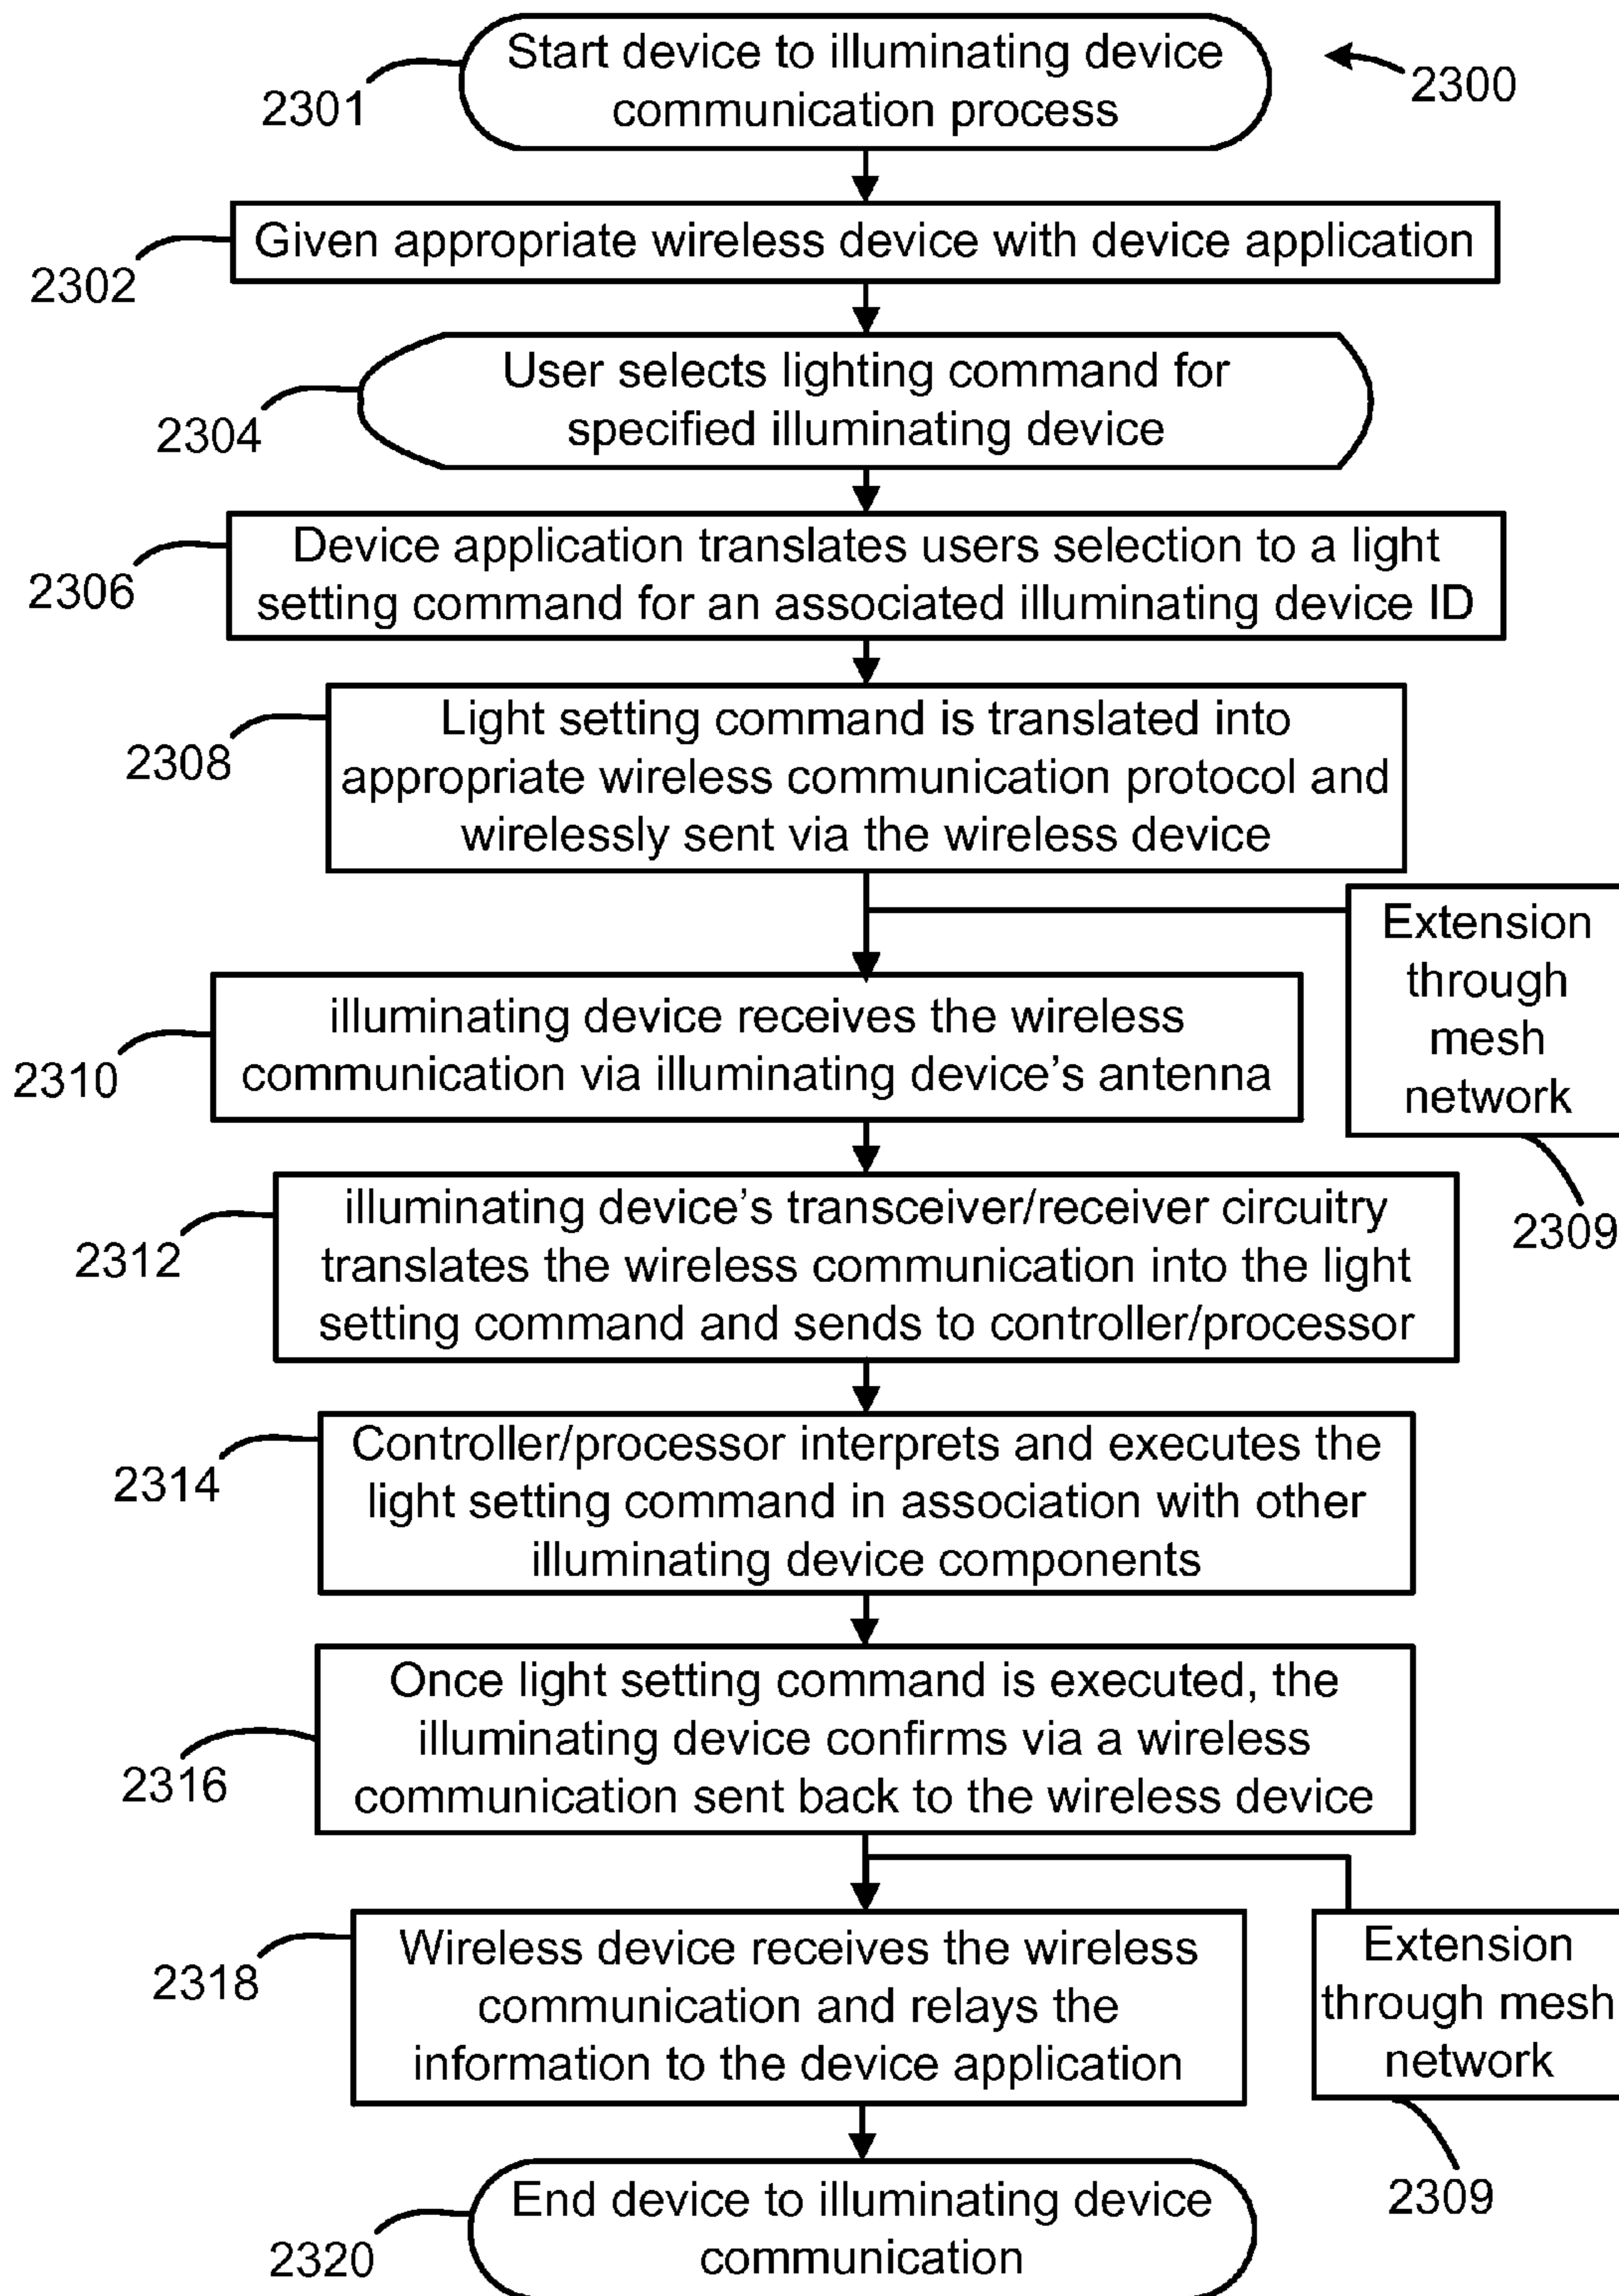 Start device to illuminating device
communication process
2300
2301
Given appropriate wireless device with device application
2302
User selects lighting command for
specified illuminating device
2304
Device application translates users selection to a light
setting command for an associated illuminating device ID
2306
Light setting command is translated into
appropriate wireless communication protocol and
wirelessly sent via the wireless device
2308
Extension
through
mesh
network
2309
illuminating device receives the wireless
communication via illuminating device's antenna
2310
illuminating device's transceiver/receiver circuitry
translates the wireless communication into the light
setting command and sends to controller/processor
2312
Controller/processor interprets and executes the
light setting command in association with other
illuminating device components
2314
Once light setting command is executed, the
illuminating device confirms via a wireless
communication sent back to the wireless device
2316
Wireless device receives the wireless
communication and relays the
information to the device application
2318
Extension
through mesh
network
2309
End device to illuminating device
communication
2320